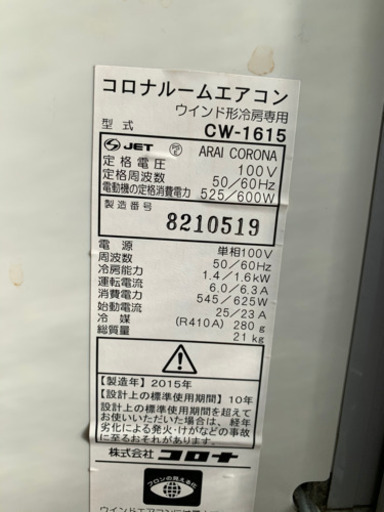 コロナルームエアコン
ウインド形冷房専用
型式 CW-1615
JET ARAI CORONA
定格電圧 100V
定格周波数 50/60Hz
電動機の定格消費電力 525/600W
製造番号 8210519
電源 単相100V
周波数 50/60Hz
冷房能力 1.4/1.6kW
運転電流 6.0/6.3A
消費電力 545/625W
始動電流 25/23A
冷媒 (R410A) 280g
総質量 21kg
【製造年】2015年
【設計上の標準使用期間】10年
設計上の標準使用期間を超えて
お使いいただいた場合は、経年
劣化による発火・けがなどの事故
に至るおそれがあります。
株式会社コロナ
フロンの見える化